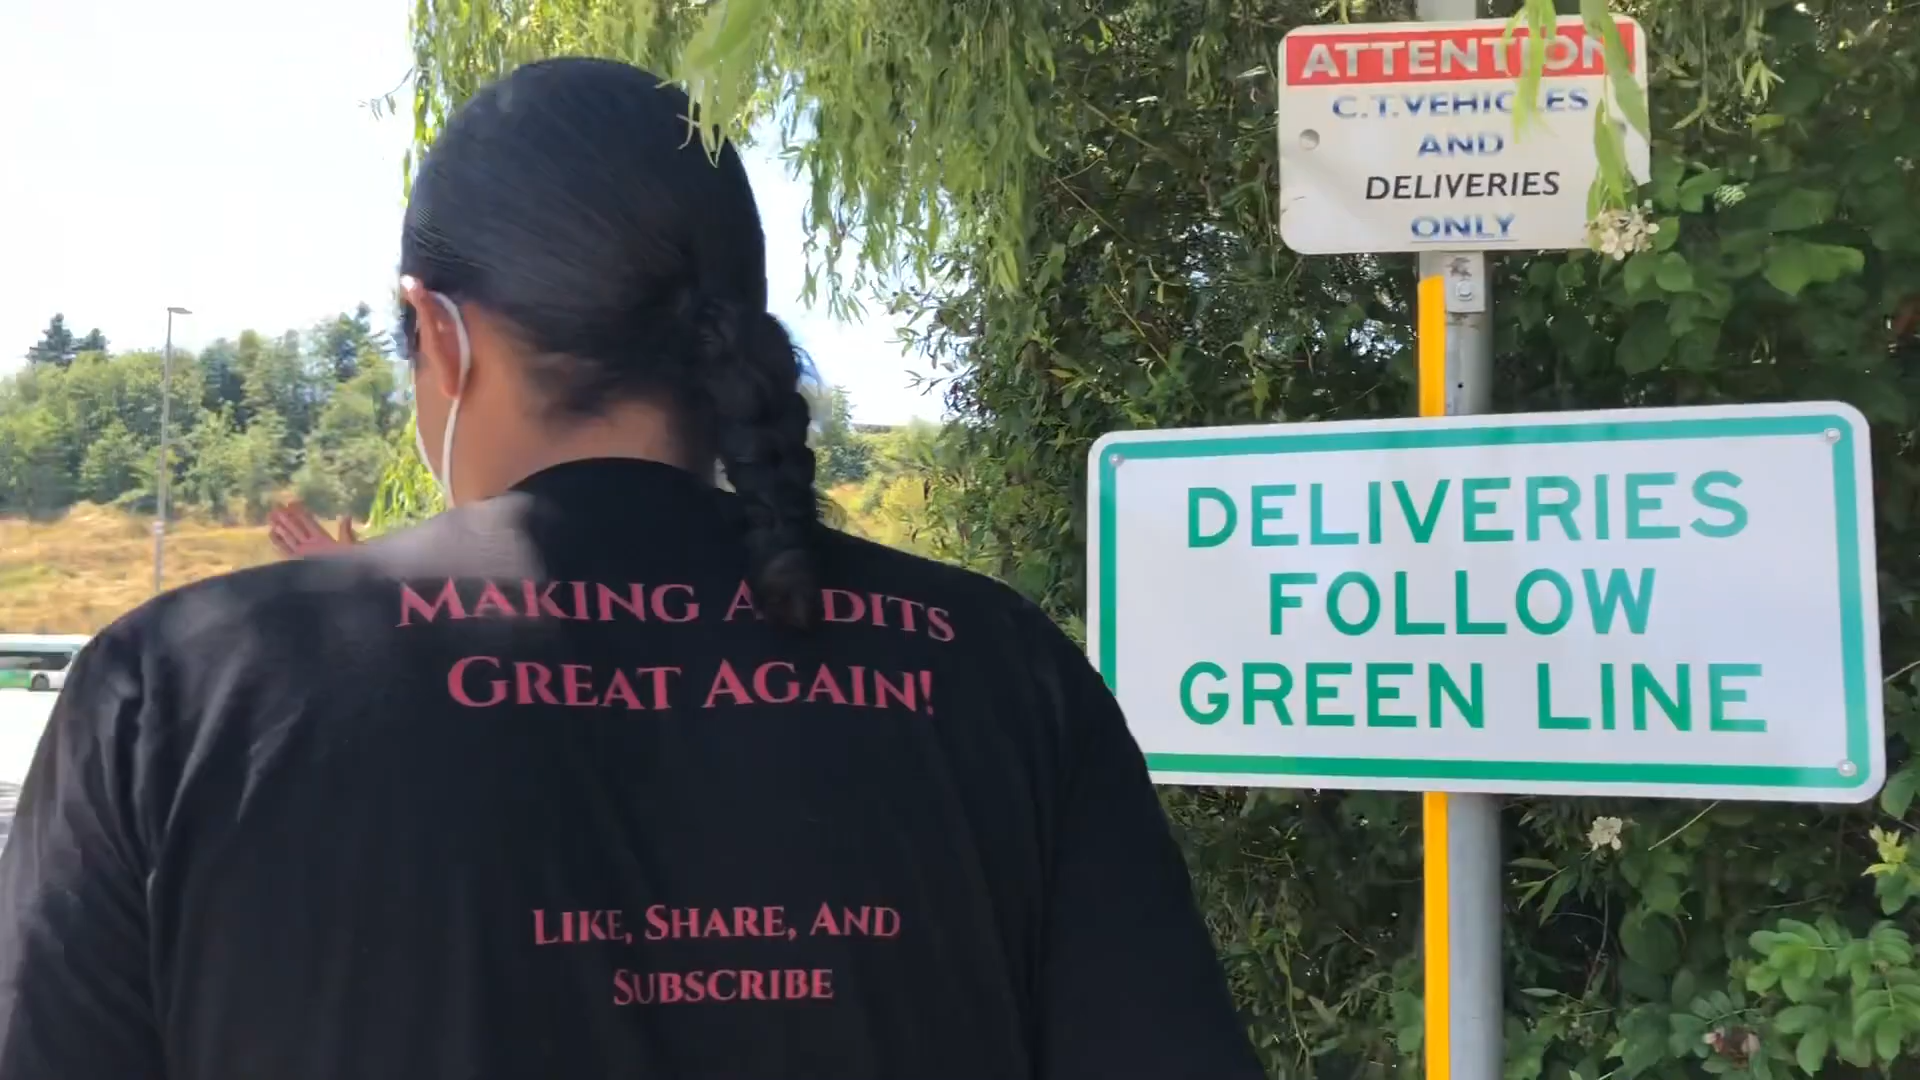 ATTENTION
C.T.VEHICLES
AND
DELIVERIES
ONLY
DELIVERIES
FOLLOW
GREEN LINE
MAKING AUDITS
GREAT AGAIN!
LIKE, SHARE, AND
SUBSCRIBE